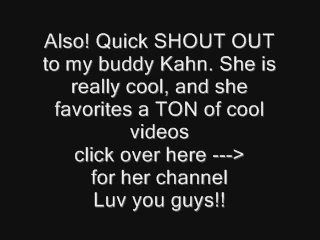 Also! Quick SHOUT OUT
to my buddy Kahn. She is
really cool, and she
favorites a TON of cool
videos
click over here --->
for her channel
Luv you guys!!